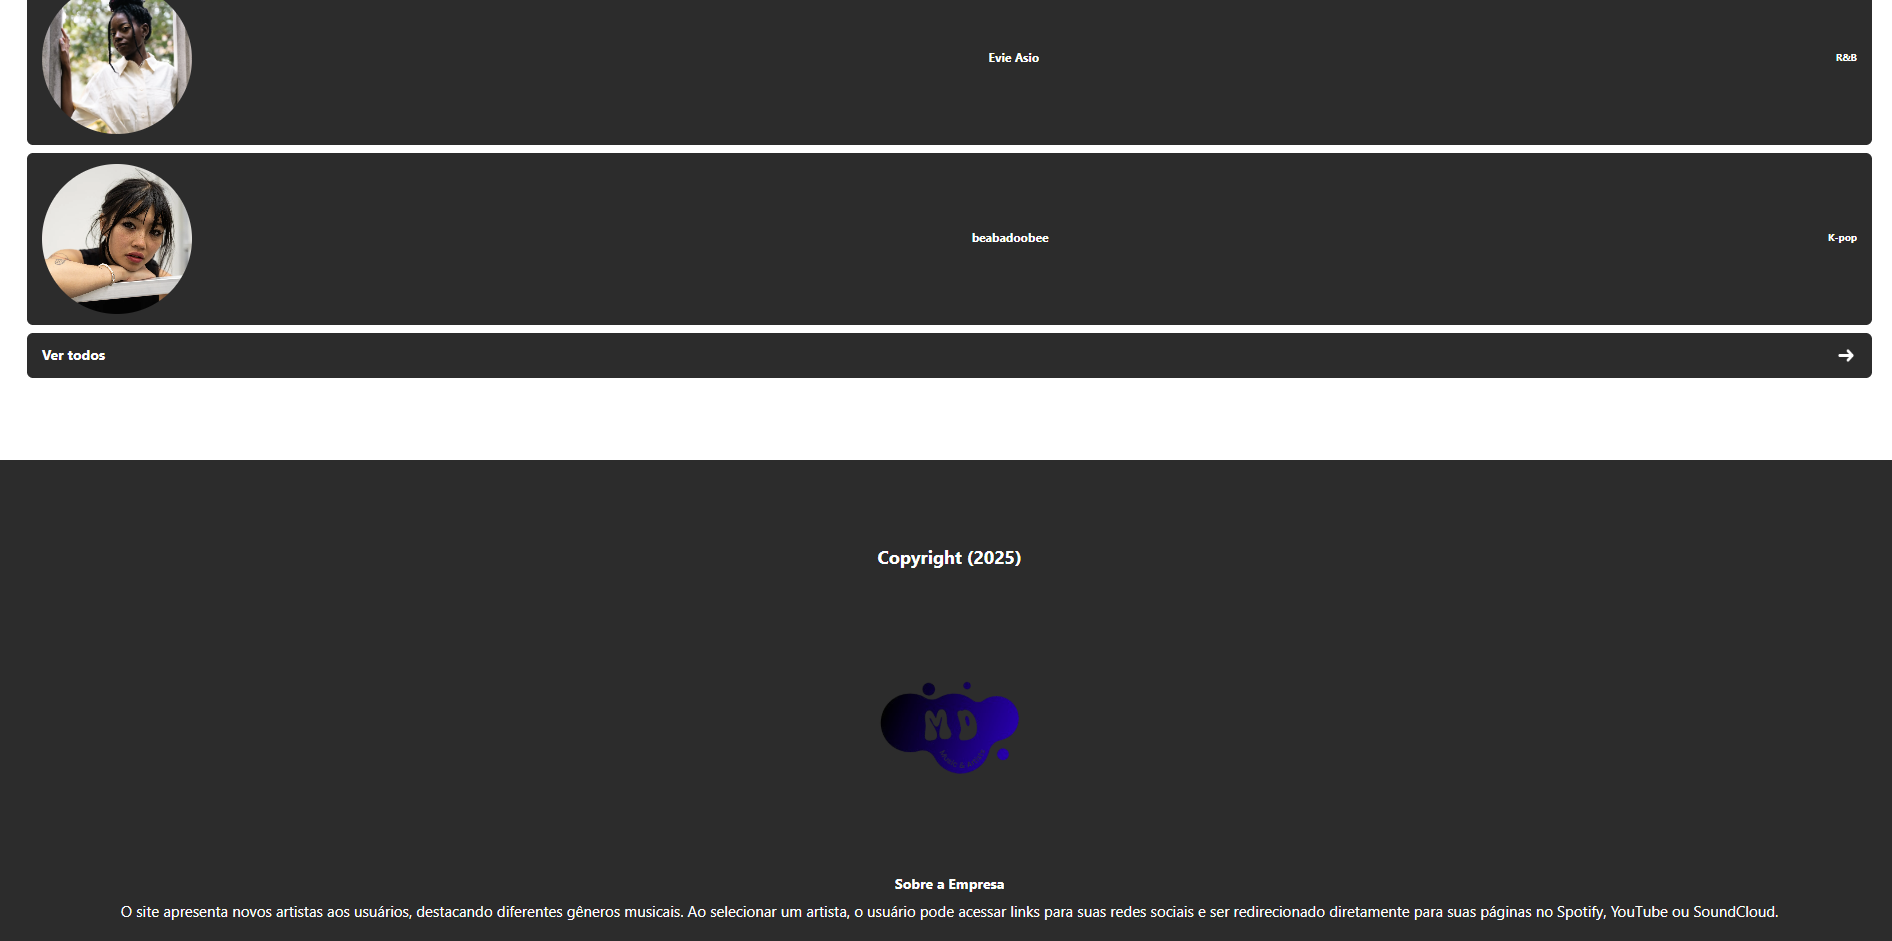 Evie Asio
R&B
beabadoobee
K-pop
Ver todos
Copyright (2025)
MD
Sobre a Empresa
O site apresenta novos artistas aos usuários, destacando diferentes gêneros musicais. Ao selecionar um artista, o usuário pode acessar links para suas redes sociais e ser redirecionado diretamente para suas páginas no Spotify, YouTube ou SoundCloud.